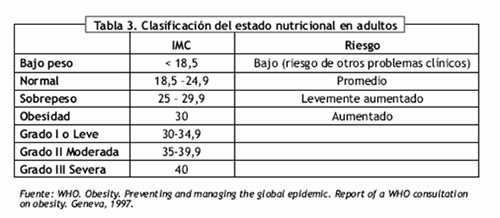 Tabla 3. Clasificación del estado nutricional en adultos
IMC Riesgo
Bajo peso < 18,5 Bajo (riesgo de otros problemas clínicos)
Normal 18,5 -24,9 Promedio
Sobrepeso 25 - 29,9 Levemente aumentado
Obesidad 30 Aumentado
Grado I o Leve 30-34,9
Grado II Moderada 35-39,9
Grado III Severa 40
Fuente: WHO. Obesity. Preventing and managing the global epidemic. Report of a WHO consultation
on obesity. Geneva, 1997.